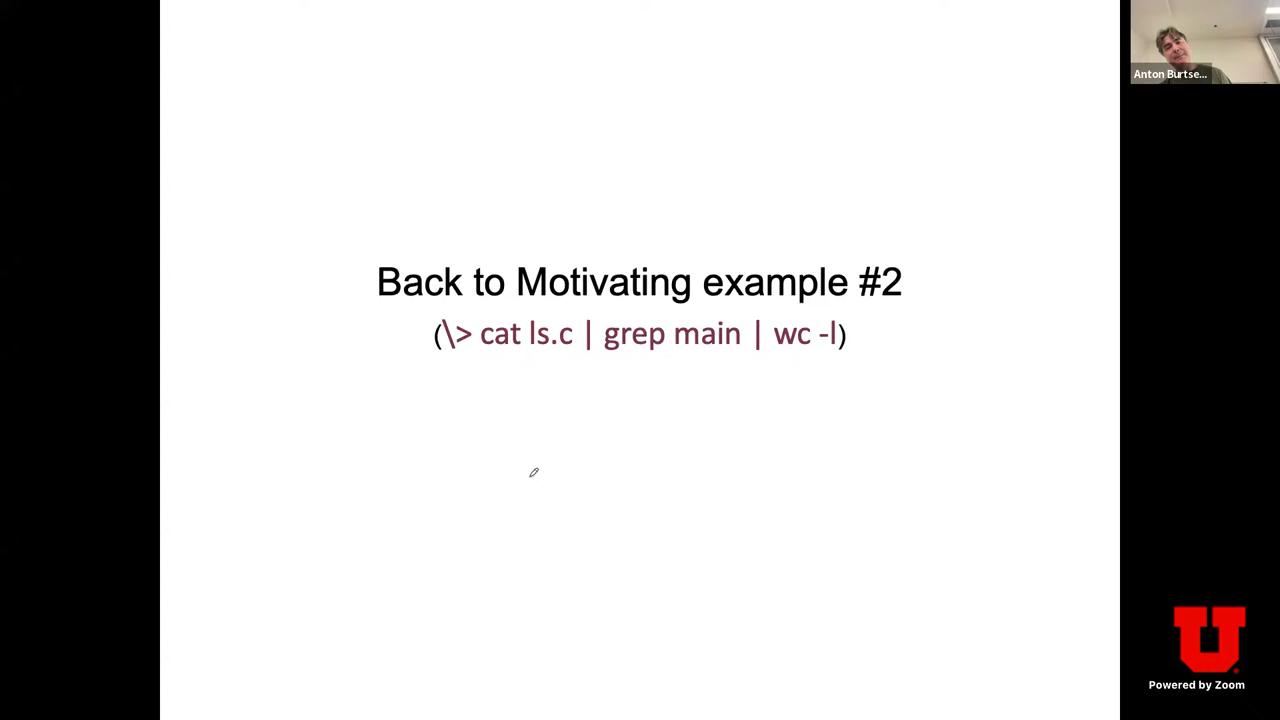 Back to Motivating example #2
(\> cat ls.c | grep main | wc -l)
Anton Burtse...
U
Powered by Zoom